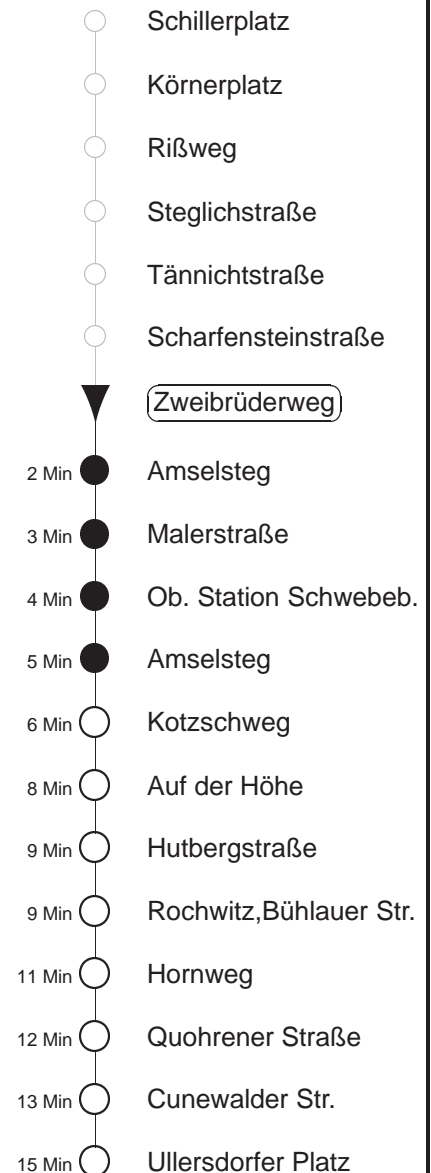 Schillerplatz
Körnerplatz
Rißweg
Steglichstraße
Tännichtstraße
Scharfensteinstraße
Zweibrüderweg
2 Min Amselsteg
3 Min Malerstraße
4 Min Ob. Station Schwebeb.
5 Min Amselsteg
6 Min Kotzschweg
8 Min Auf der Höhe
9 Min Hutbergstraße
9 Min Rochwitz,Bühlauer Str.
11 Min Hornweg
12 Min Quohrener Straße
13 Min Cunewalder Str.
15 Min Ullersdorfer Platz